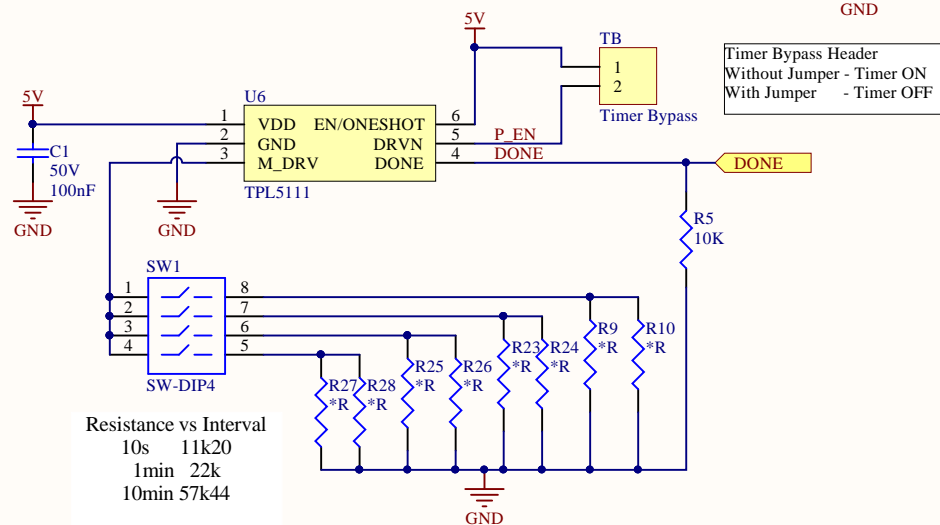 GND
5V
TB
1
2
Timer Bypass
Timer Bypass Header
Without Jumper - Timer ON
With Jumper - Timer OFF
5V
C1
50V
100nF
GND
GND
U6
1 VDD EN/ONESHOT 6
2 GND DRVN 5 P_EN
3 M_DRV DONE 4 DONE
TPL5111
DONE
R5
10K
SW1
1 8
2 7
3 6
4 5
SW-DIP4
R27
*R
R28
*R
R25
*R
R26
*R
R23
*R
R24
*R
R9
*R
R10
*R
Resistance vs Interval
10s 11k20
1min 22k
10min 57k44
GND